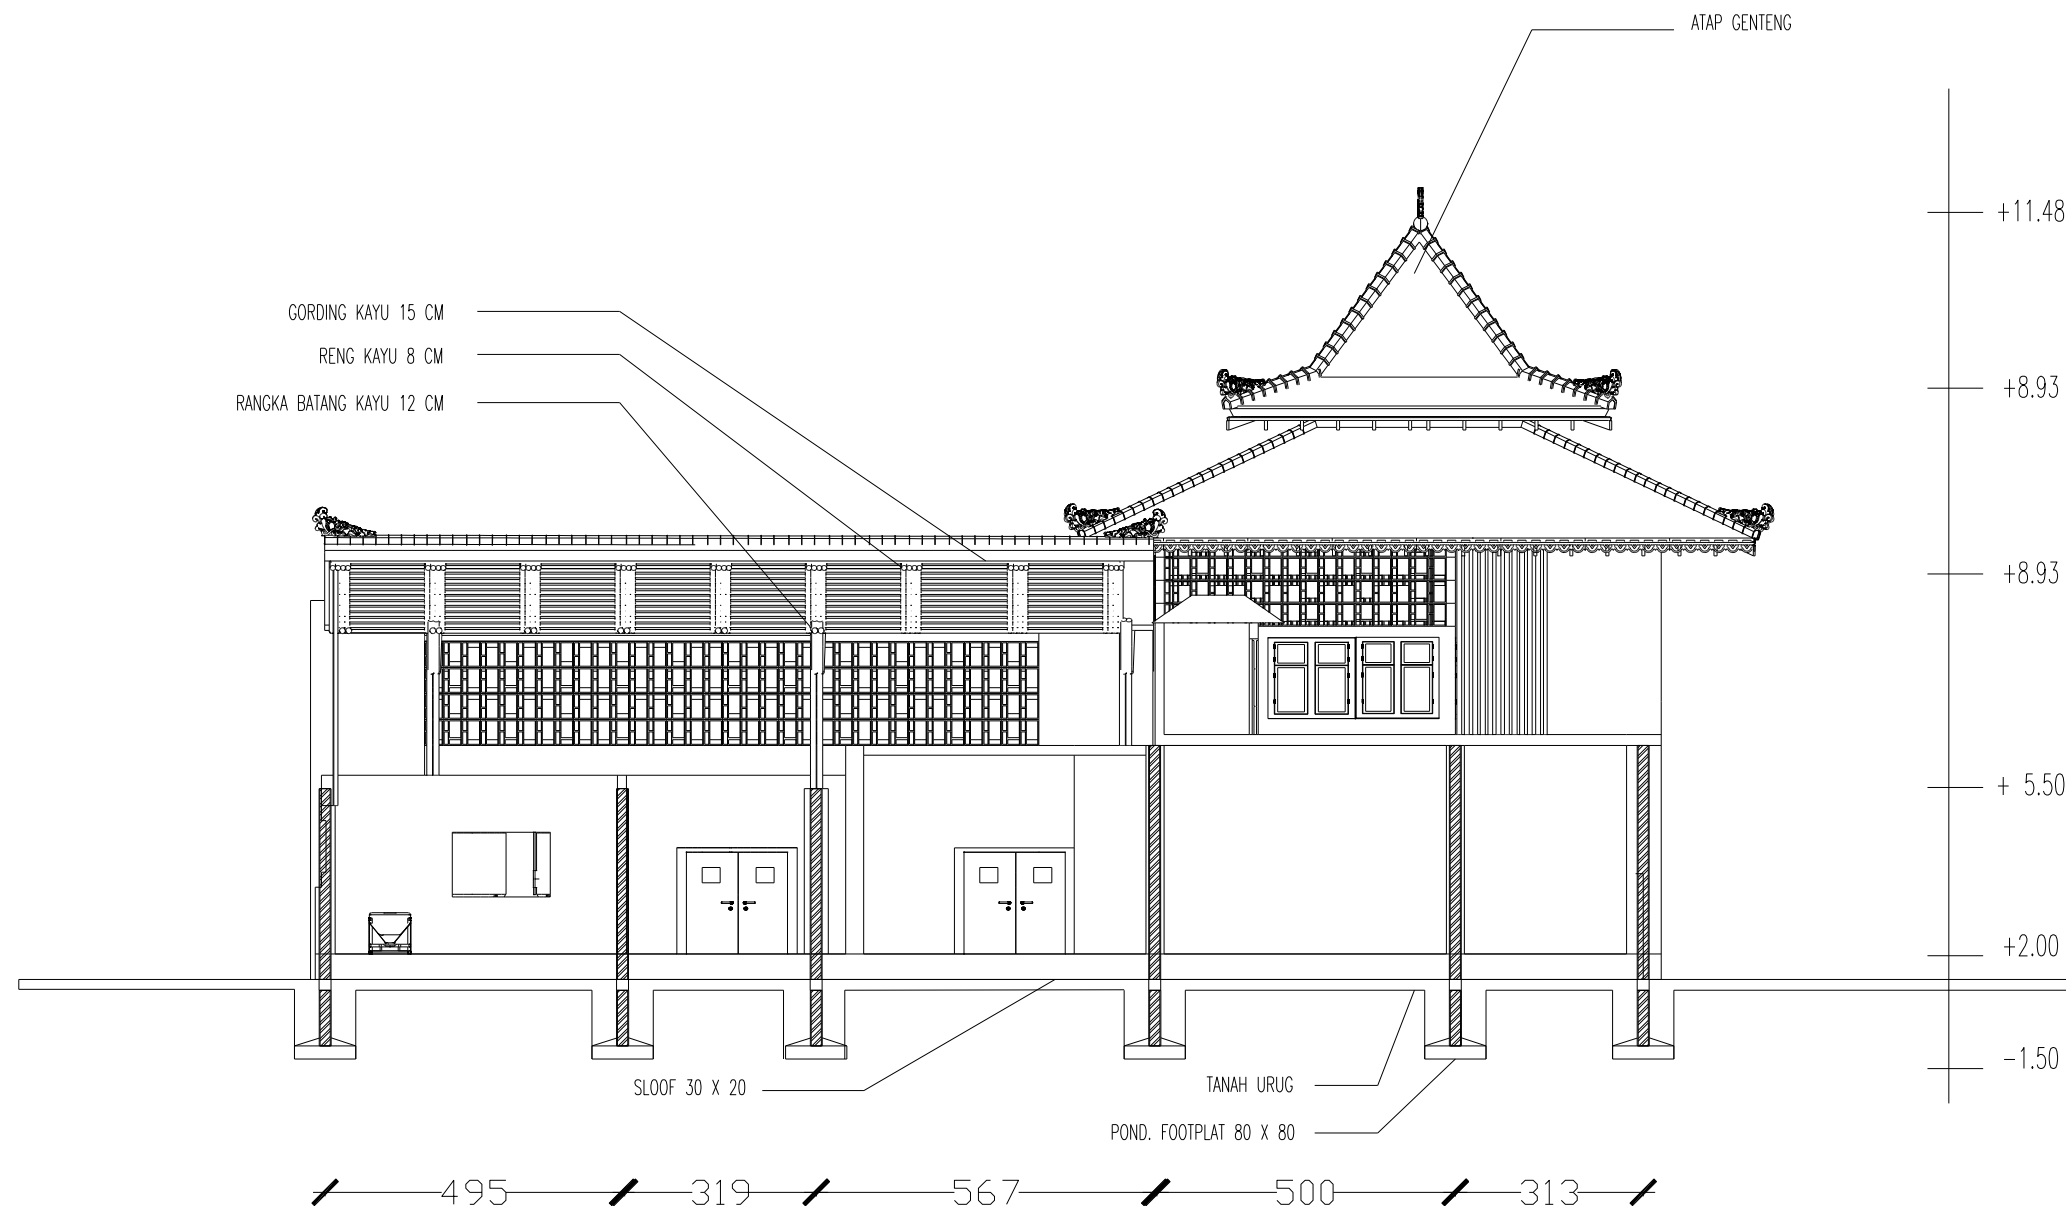 ATAP GENTENG
+11.48
GORDING KAYU 15 CM
RENG KAYU 8 CM
+8.93
RANGKA BATANG KAYU 12 CM
+8.93
+ 5.50
+2.00
-1.50
SLOOF 30 X 20
TANAH URUG
POND. FOOTPLAT 80 X 80
495 319 567 500 313